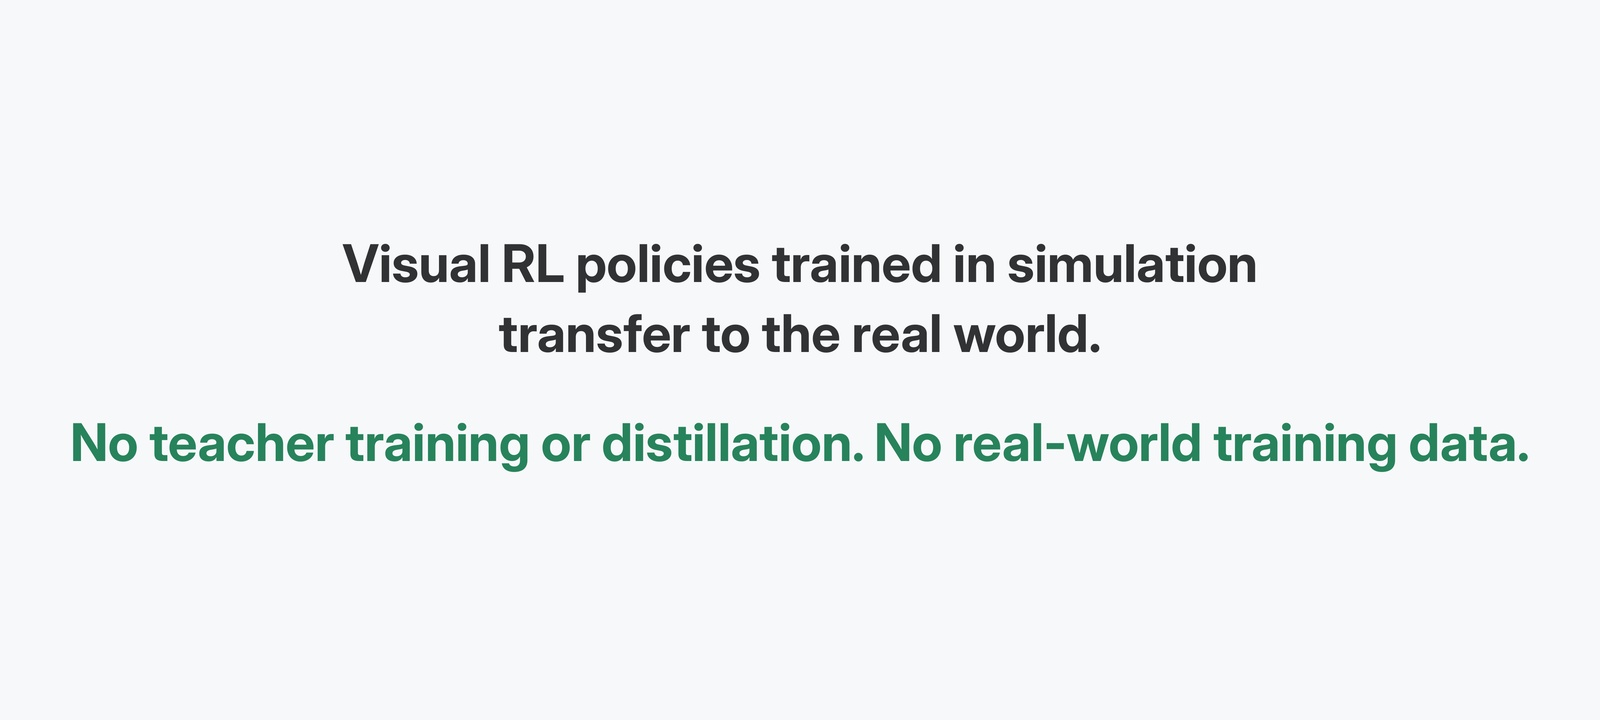 Visual RL policies trained in simulation
transfer to the real world.
No teacher training or distillation. No real-world training data.